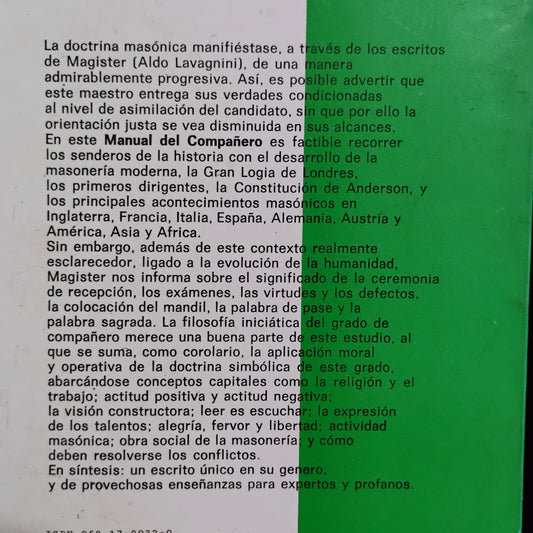 La doctrina masónica manifiéstase, a través de los escritos
de Magister (Aldo Lavagnini), de una manera
admirablemente progresiva. Así, es posible advertir que
este maestro entrega sus verdades condicionadas
al nivel de asimilación del candidato, sin que por ello la
orientación justa se vea disminuida en sus alcances.
En este Manual del Compañero es factible recorrer
los senderos de la historia con el desarrollo de la
masonería moderna, la Gran Logia de Londres,
los primeros dirigentes, la Constitución de Anderson, y
los principales acontecimientos masónicos en
Inglaterra, Francia, Italia, España, Alemania, Austria y
América, Asia y Africa.
Sin embargo, además de este contexto realmente
esclarecedor, ligado a la evolución de la humanidad,
Magister nos informa sobre el significado de la ceremonia
de recepción, los exámenes, las virtudes y los defectos,
la colocación del mandil, la palabra de pase y la
palabra sagrada. La filosofía iniciática del grado de
compañero merece una buena parte de este estudio, al
que se suma, como corolario, la aplicación moral
y operativa de la doctrina simbólica de este grado,
abarcándose conceptos capitales como la religión y el
trabajo; actitud positiva y actitud negativa;
la visión constructora; leer es escuchar; la expresión
de los talentos; alegría, fervor y libertad; actividad
masónica; obra social de la masonería; y cómo
deben resolverse los conflictos.
En síntesis: un escrito único en su genero,
y de provechosas enseñanzas para expertos y profanos.